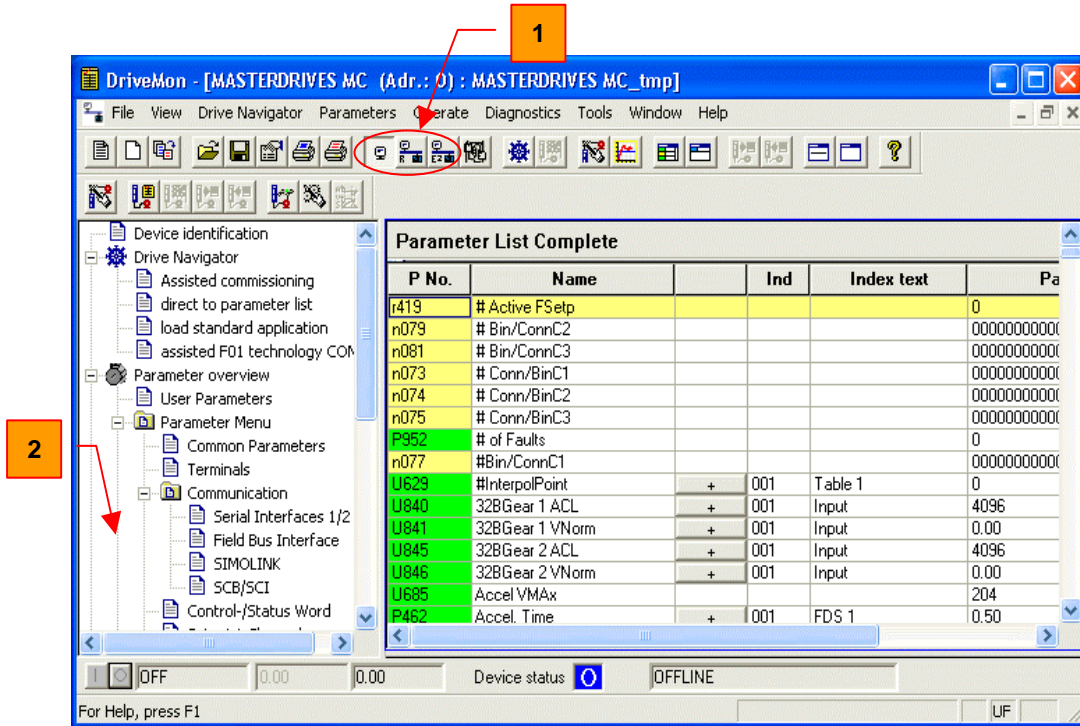 1
DriveMon - [MASTERDRIVES MC (Adr.: 0) : MASTERDRIVES MC_tmp]
File View Drive Navigator Parameters Operate Diagnostics Tools Window Help
R E2
Device identification
Drive Navigator
Assisted commissioning
direct to parameter list
load standard application
assisted F01 technology COM
Parameter overview
User Parameters
Parameter Menu
Common Parameters
Terminals
Communication
Serial Interfaces 1/2
Field Bus Interface
SIMOLINK
SCB/SCI
Control-/Status Word
2
Parameter List Complete
P No. Name Ind Index text Pa
r419 # Active FSetp 0
n079 # Bin/ConnC2 00000000000
n081 # Bin/ConnC3 00000000000
n073 # Conn/BinC1 00000000000
n074 # Conn/BinC2 00000000000
n075 # Conn/BinC3 00000000000
P952 # of Faults 0
n077 #Bin/ConnC1 00000000000
U629 #InterpolPoint + 001 Table 1 0
U840 32BGear 1 ACL + 001 Input 4096
U841 32BGear 1 VNorm + 001 Input 0.00
U845 32BGear 2 ACL + 001 Input 4096
U846 32BGear 2 VNorm + 001 Input 0.00
U685 Accel VMAx 204
P462 Accel. Time + 001 FDS 1 0.50
OFF 0.00 0.00 Device status O OFFLINE
For Help, press F1 UF